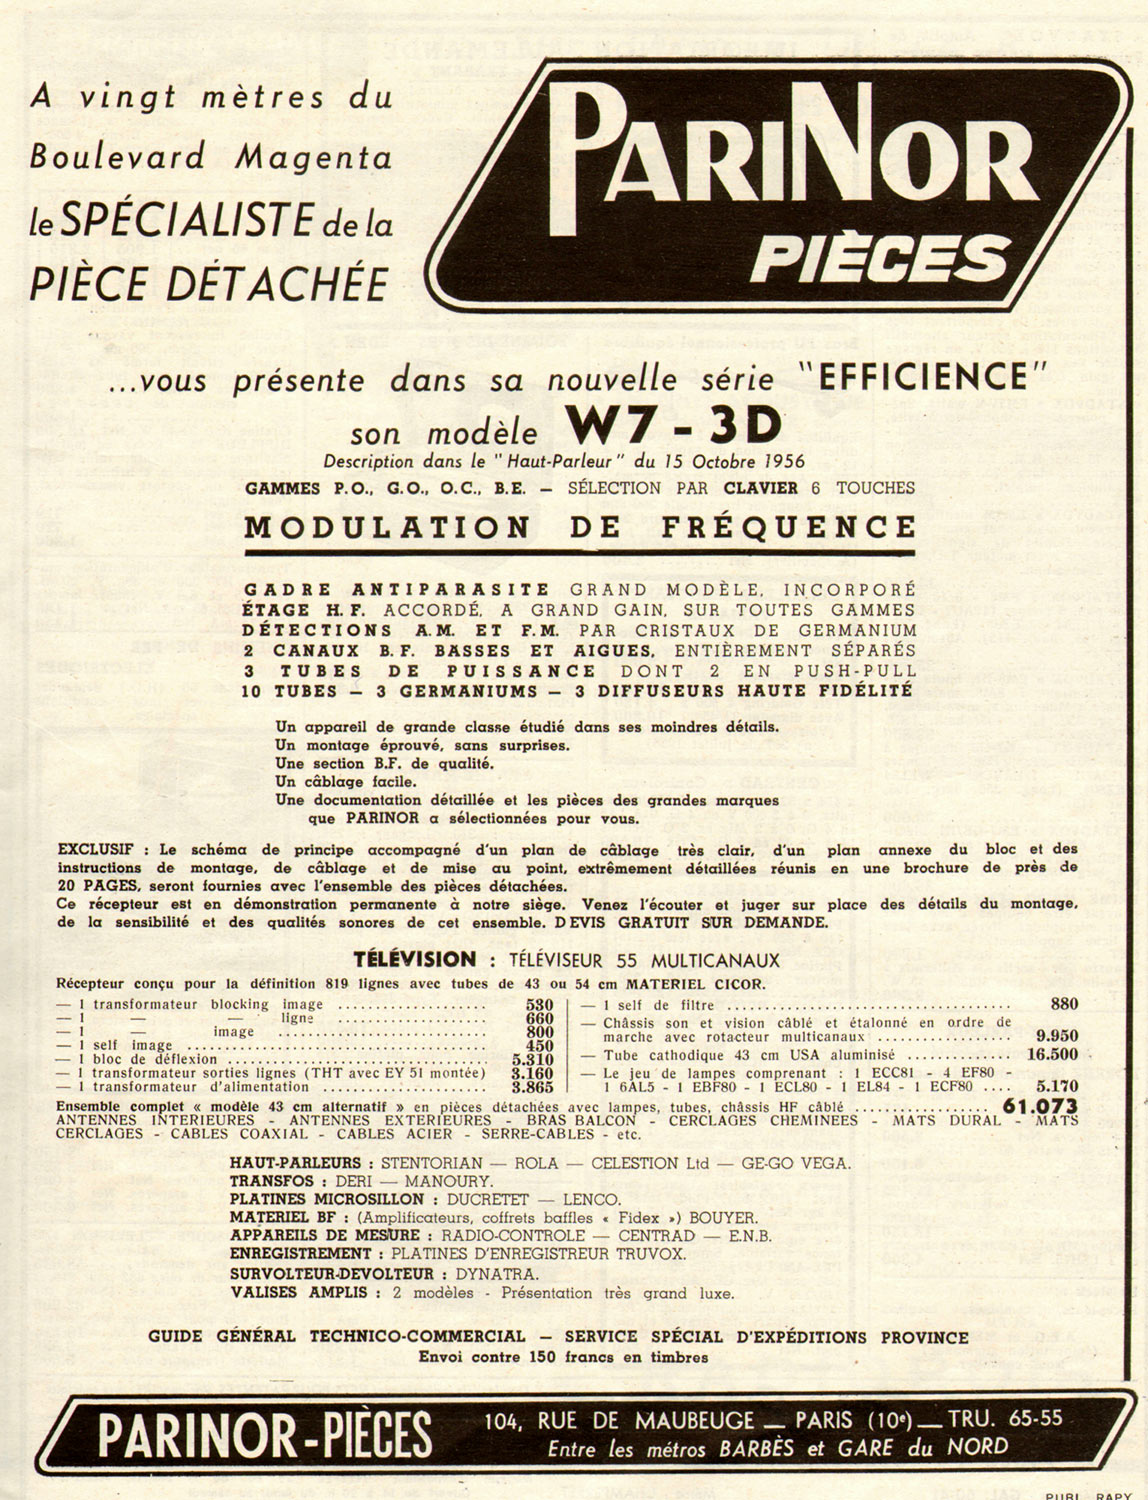 A vingt mètres du
Boulevard Magenta
le SPÉCIALISTE de la
PIÈCE DÉTACHÉE
PARINOR
PIÈCES
...vous présente dans sa nouvelle série "EFFICIENCE"
son modèle W7 - 3D
Description dans le "Haut-Parleur" du 15 Octobre 1956
GAMMES P.O., G.O., O.C., B.E. — SÉLECTION PAR CLAVIER 6 TOUCHES
MODULATION DE FRÉQUENCE
CADRE ANTIPARASITE GRAND MODÈLE, INCORPORÉ
ÉTAGE H.F. ACCORDÉ, A GRAND GAIN, SUR TOUTES GAMMES
DÉTECTIONS A.M. ET F.M. PAR CRISTAUX DE GERMANIUM
2 CANAUX B.F. BASSES ET AIGUES, ENTIÈREMENT SÉPARÉS
3 TUBES DE PUISSANCE DONT 2 EN PUSH-PULL
10 TUBES — 3 GERMANIUMS — 3 DIFFUSEURS HAUTE FIDÉLITÉ
Un appareil de grande classe étudié dans ses moindres détails.
Un montage éprouvé, sans surprises.
Une section B.F. de qualité.
Un câblage facile.
Une documentation détaillée et les pièces des grandes marques
que PARINOR a sélectionnées pour vous.
EXCLUSIF : Le schéma de principe accompagné d'un plan de câblage très clair, d'un plan annexe du bloc et des
instructions de montage, de câblage et de mise au point, extrêmement détaillées réunis en une brochure de près de
20 PAGES, seront fournies avec l'ensemble des pièces détachées.
Ce récepteur est en démonstration permanente à notre siège. Venez l'écouter et juger sur place des détails du montage,
de la sensibilité et des qualités sonores de cet ensemble. DEVIS GRATUIT SUR DEMANDE.
TÉLÉVISION : TÉLÉVISEUR 55 MULTICANAUX
Récepteur conçu pour la définition 819 lignes avec tubes de 43 ou 54 cm MATERIEL CICOR.
— 1 transformateur blocking image .................. 530
— 1 — — ligne .................. 660
— 1 — image .................. 800
— 1 self image .................. 450
— 1 bloc de déflexion .................. 5.310
— 1 transformateur sorties lignes (THT avec EY 51 montée) 3.160
— 1 transformateur d'alimentation .................. 3.865
— 1 self de filtre .................. 880
— Châssis son et vision câblé et étalonné en ordre de
marche avec rotacteur multicanaux .................. 9.950
— Tube cathodique 43 cm USA aluminisé .............. 16.500
— Le jeu de lampes comprenant : 1 ECC81 - 4 EF80 -
1 6AL5 - 1 EBF80 - 1 ECL80 - 1 EL84 - 1 ECF80 .... 5.170
Ensemble complet « modèle 43 cm alternatif » en pièces détachées avec lampes, tubes, châssis HF câblé .................. 61.073
ANTENNES INTERIEURES - ANTENNES EXTERIEURES - BRAS BALCON - CERCLAGES CHEMINEES - MATS DURAL - MATS
CERCLAGES - CABLES COAXIAL - CABLES ACIER - SERRE-CABLES - etc.
HAUT-PARLEURS : STENTORIAN — ROLA — CELESTION Ltd — GE-GO VEGA.
TRANSFOS : DERI — MANOURY.
PLATINES MICROSILLON : DUCRETET — LENCO.
MATERIEL BF : (Amplificateurs, coffrets baffles « Fidex ») BOUYER.
APPAREILS DE MESURE : RADIO-CONTROLE — CENTRAD — E.N.B.
ENREGISTREMENT : PLATINES D'ENREGISTREUR TRUVOX.
SURVOLTEUR-DEVOLTEUR : DYNATRA.
VALISES AMPLIS : 2 modèles - Présentation très grand luxe.
GUIDE GÉNÉRAL TECHNICO-COMMERCIAL — SERVICE SPÉCIAL D'EXPÉDITIONS PROVINCE
Envoi contre 150 francs en timbres
PARINOR-PIÈCES
104, RUE DE MAUBEUGE — PARIS (10e) — TRU. 65-55
Entre les métros BARBÈS et GARE du NORD
PUBL. RAPY